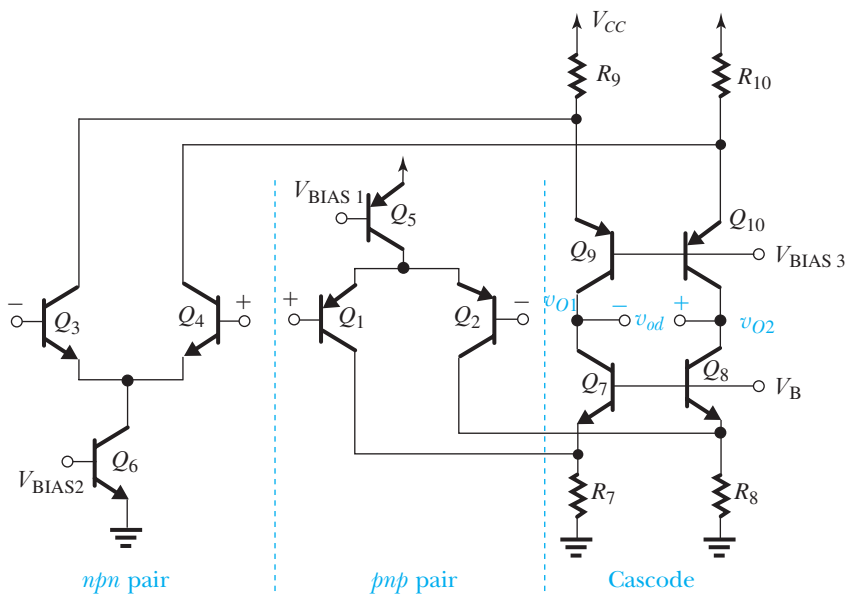 V_CC
R_9
R_10
V_BIAS 1
Q_5
Q_10
Q_9
V_BIAS 3
−
Q_3
Q_4
+
+
Q_1
Q_2
−
v_O1
−
v_od
+
v_O2
Q_7
Q_8
V_B
V_BIAS2
Q_6
R_7
R_8
npn pair
pnp pair
Cascode